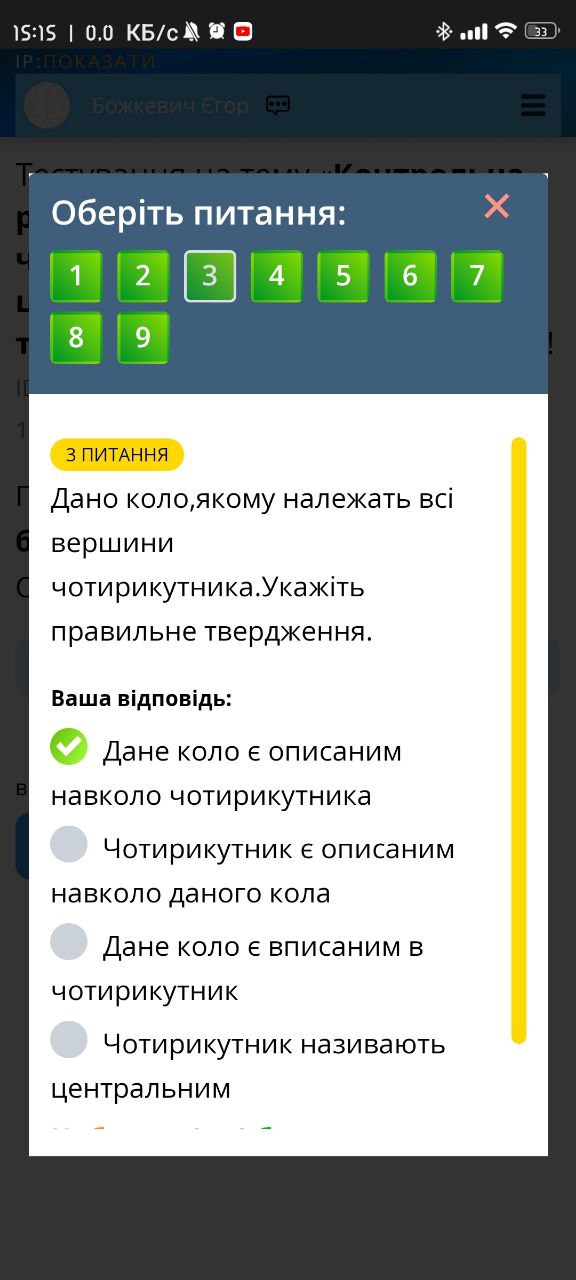 15:15 | 0,0 КБ/с
33
IP:ПОКАЗАТИ
Божкевич Єгор
Тестування на тему «Контрольна
Оберіть питання:
1 2 3 4 5 6 7
8 9
!
3 ПИТАННЯ
Дано коло,якому належать всі
вершини
чотирикутника.Укажіть
правильне твердження.
Ваша відповідь:
Дане коло є описаним
навколо чотирикутника
Чотирикутник є описаним
навколо даного кола
Дане коло є вписаним в
чотирикутник
Чотирикутник називають
центральним